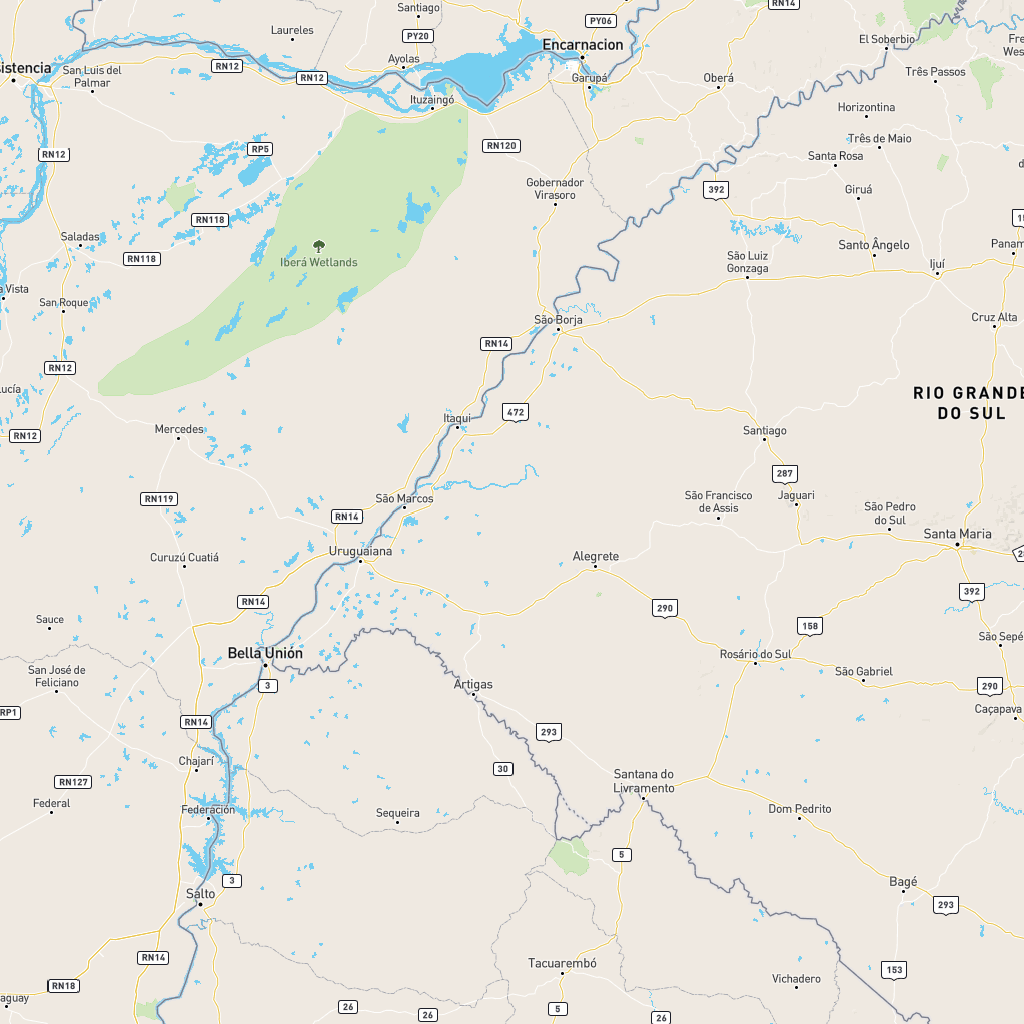 Santiago
RN14
PY06
Laureles
PY20
El Soberbio
Encarnacion
Ayolas
RN12
sistencia
San Luis del
Palmar
RN12
Garupá
Oberá
Três Passos
Ituzaingó
Horizontina
RN12
RP5
RN120
Três de Maio
Santa Rosa
392
Gobernador
Virasoro
Giruá
RN118
Saladas
Santo Ângelo
RN118
Iberá Wetlands
São Luiz
Gonzaga
Ijuí
San Roque
São Borja
Cruz Alta
RN14
RN12
RIO GRANDE
DO SUL
472
Itaqui
Mercedes
RN12
Santiago
287
RN119
São Marcos
São Francisco
de Assis
Jaguari
São Pedro
do Sul
RN14
Santa Maria
Uruguaiana
Curuzú Cuatiá
Alegrete
392
RN14
290
Sauce
158
São Sepé
Bella Unión
Rosário do Sul
San José de
Feliciano
São Gabriel
3
Artigas
290
RP1
Caçapava
RN14
293
Chajarí
30
Santana do
Livramento
RN127
Federal
Federación
Sequeira
Dom Pedrito
5
3
Bagé
Salto
293
RN14
Tacuarembó
153
Vichadero
RN18
26
26
5
26